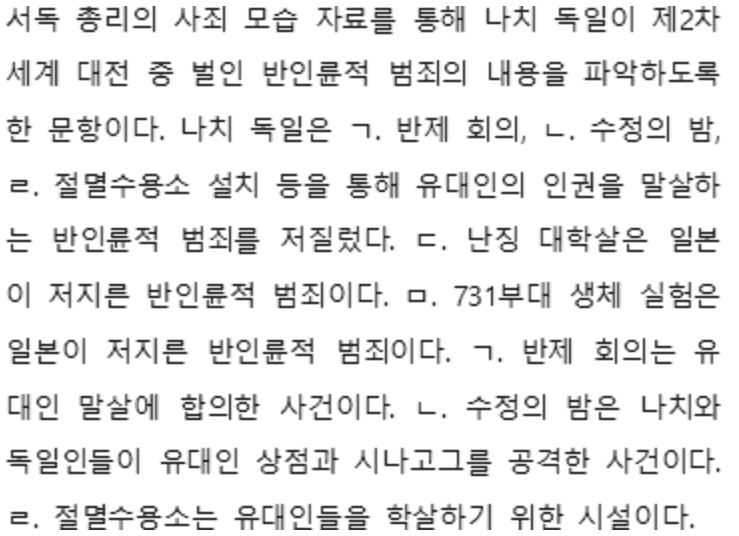 서독 총리의 사죄 모습 자료를 통해 나치 독일이 제2차
세계 대전 중 벌인 반인륜적 범죄의 내용을 파악하도록
한 문항이다. 나치 독일은 ㄱ. 반제 회의, ㄴ. 수정의 밤,
ㄹ. 절멸수용소 설치 등을 통해 유대인의 인권을 말살하
는 반인륜적 범죄를 저질렀다. ㄷ. 난징 대학살은 일본
이 저지른 반인륜적 범죄이다. ㅁ. 731부대 생체 실험은
일본이 저지른 반인륜적 범죄이다. ㄱ. 반제 회의는 유
대인 말살에 합의한 사건이다. ㄴ. 수정의 밤은 나치와
독일인들이 유대인 상점과 시나고그를 공격한 사건이다.
ㄹ. 절멸수용소는 유대인들을 학살하기 위한 시설이다.